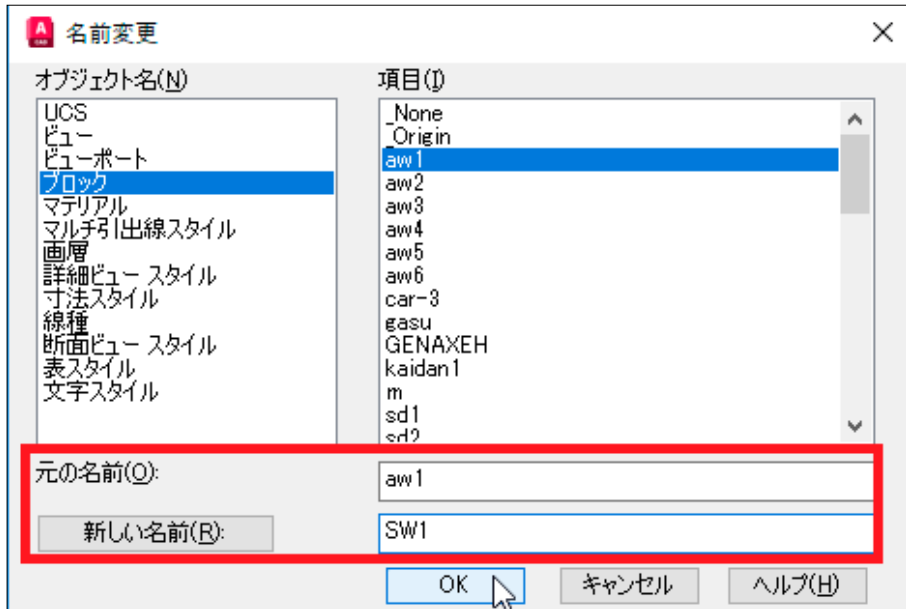 名前変更
オブジェクト名(N)
UCS
ビュー
ビューポート
ブロック
マテリアル
マルチ引出線スタイル
画層
詳細ビュー スタイル
寸法スタイル
線種
断面ビュー スタイル
表スタイル
文字スタイル
項目(I)
_None
_Origin
aw1
aw2
aw3
aw4
aw5
aw6
car-3
gasu
GENAXEH
kaidan1
m
sd1
sd2
元の名前(O):
aw1
新しい名前(R):
SW1
OK
キャンセル
ヘルプ(H)